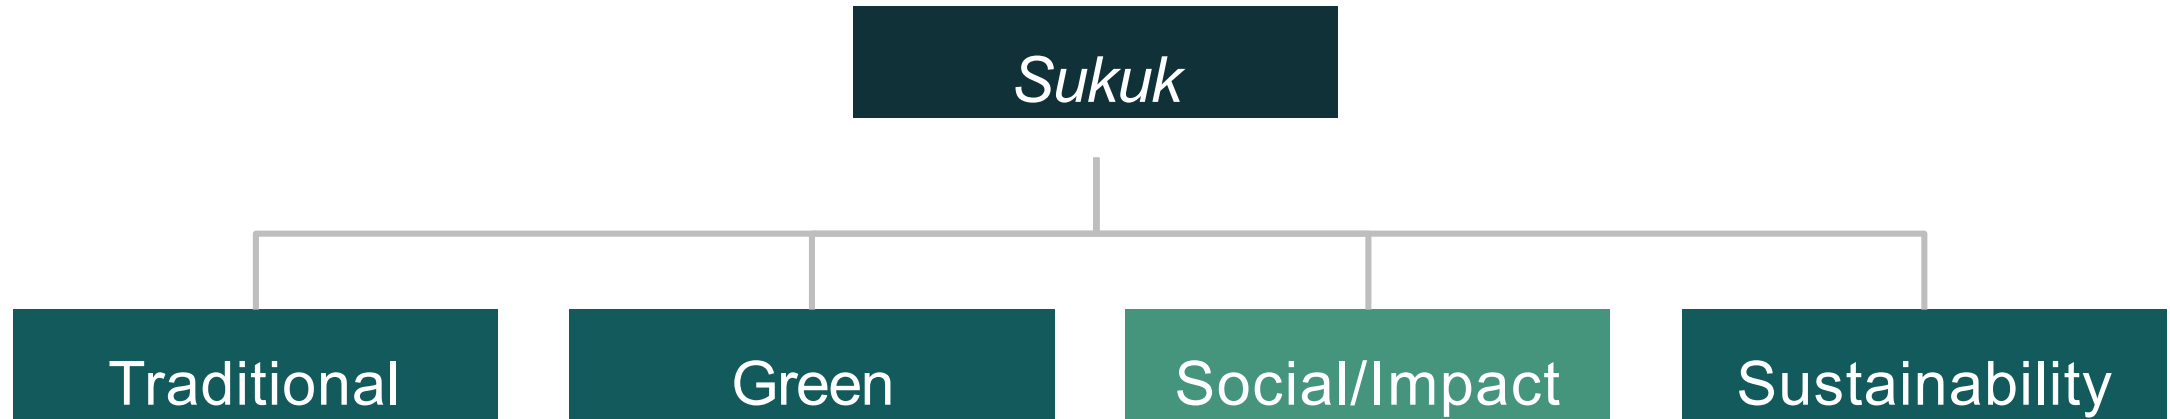 Sukuk
Traditional
Green
Social/Impact
Sustainability